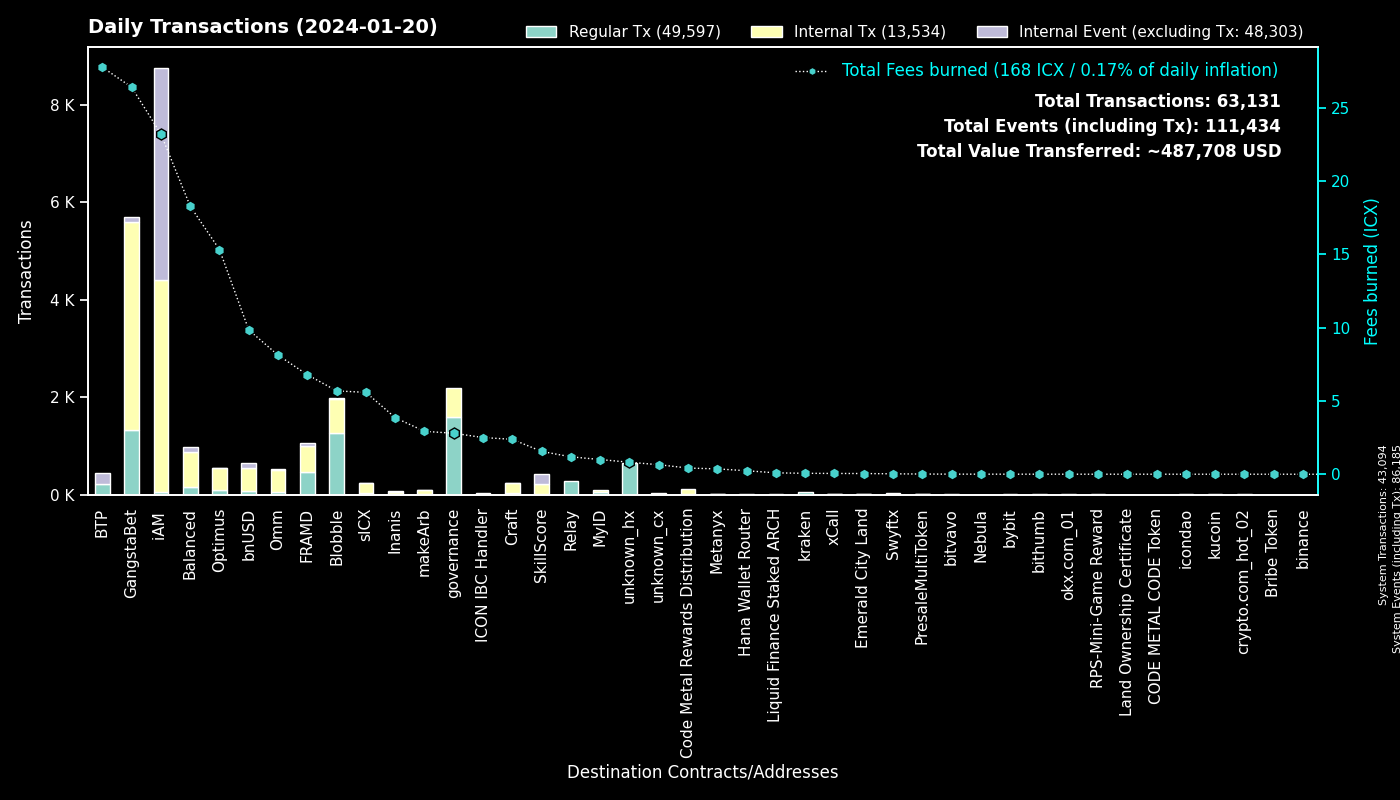 Daily Transactions (2024-01-20)
Regular Tx (49,597)
Internal Tx (13,534)
Internal Event (excluding Tx: 48,303)
Total Fees burned (168 ICX / 0.17% of daily inflation)
Total Transactions: 63,131
Total Events (including Tx): 111,434
Total Value Transferred: ~487,708 USD
Transactions
8 K
6 K
4 K
2 K
0 K
25
20
15
10
5
0
Fees burned (ICX)
BTP
GangstaBet
iAM
Balanced
Optimus
bnUSD
Omm
FRAMD
Blobble
sICX
Inanis
makeArb
governance
ICON IBC Handler
Craft
SkillScore
Relay
MyID
unknown_hx
unknown_cx
Code Metal Rewards Distribution
Metanyx
Hana Wallet Router
Liquid Finance Staked ARCH
kraken
xCall
Emerald City Land
Swyftx
PresaleMultiToken
bitvavo
Nebula
bybit
bithumb
okx.com_01
RPS-Mini-Game Reward
Land Ownership Certificate
CODE METAL CODE Token
icondao
kucoin
crypto.com_hot_02
Bribe Token
binance
Destination Contracts/Addresses
System Transactions: 43,094
System Events (including Tx): 86,185